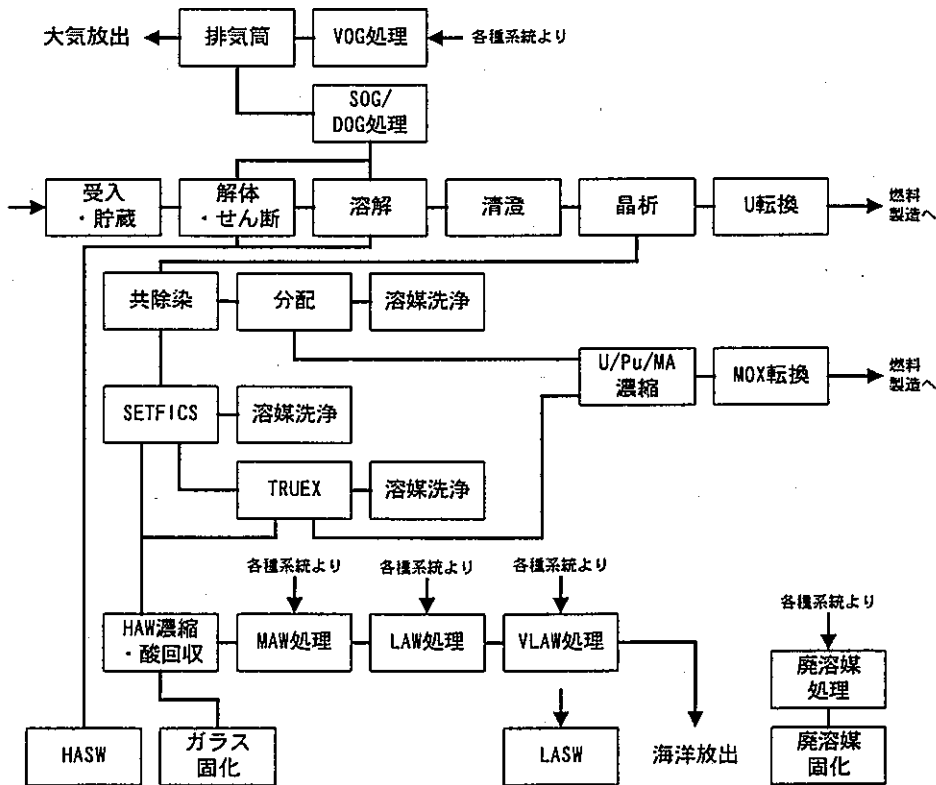 大気放出
排気筒
VOG処理
各種系統より
SOG/
DOG処理
受入
・貯蔵
解体
・せん断
溶解
清澄
晶析
U転換
燃料
製造へ
共除染
分配
溶媒洗浄
U/Pu/MA
濃縮
MOX転換
燃料
製造へ
SETFICS
溶媒洗浄
TRUEX
溶媒洗浄
各種系統より
各種系統より
各種系統より
各種系統より
HAW濃縮
・酸回収
MAW処理
LAW処理
VLAW処理
廃溶媒
処理
HASW
ガラス
固化
LASW
海洋放出
廃溶媒
固化